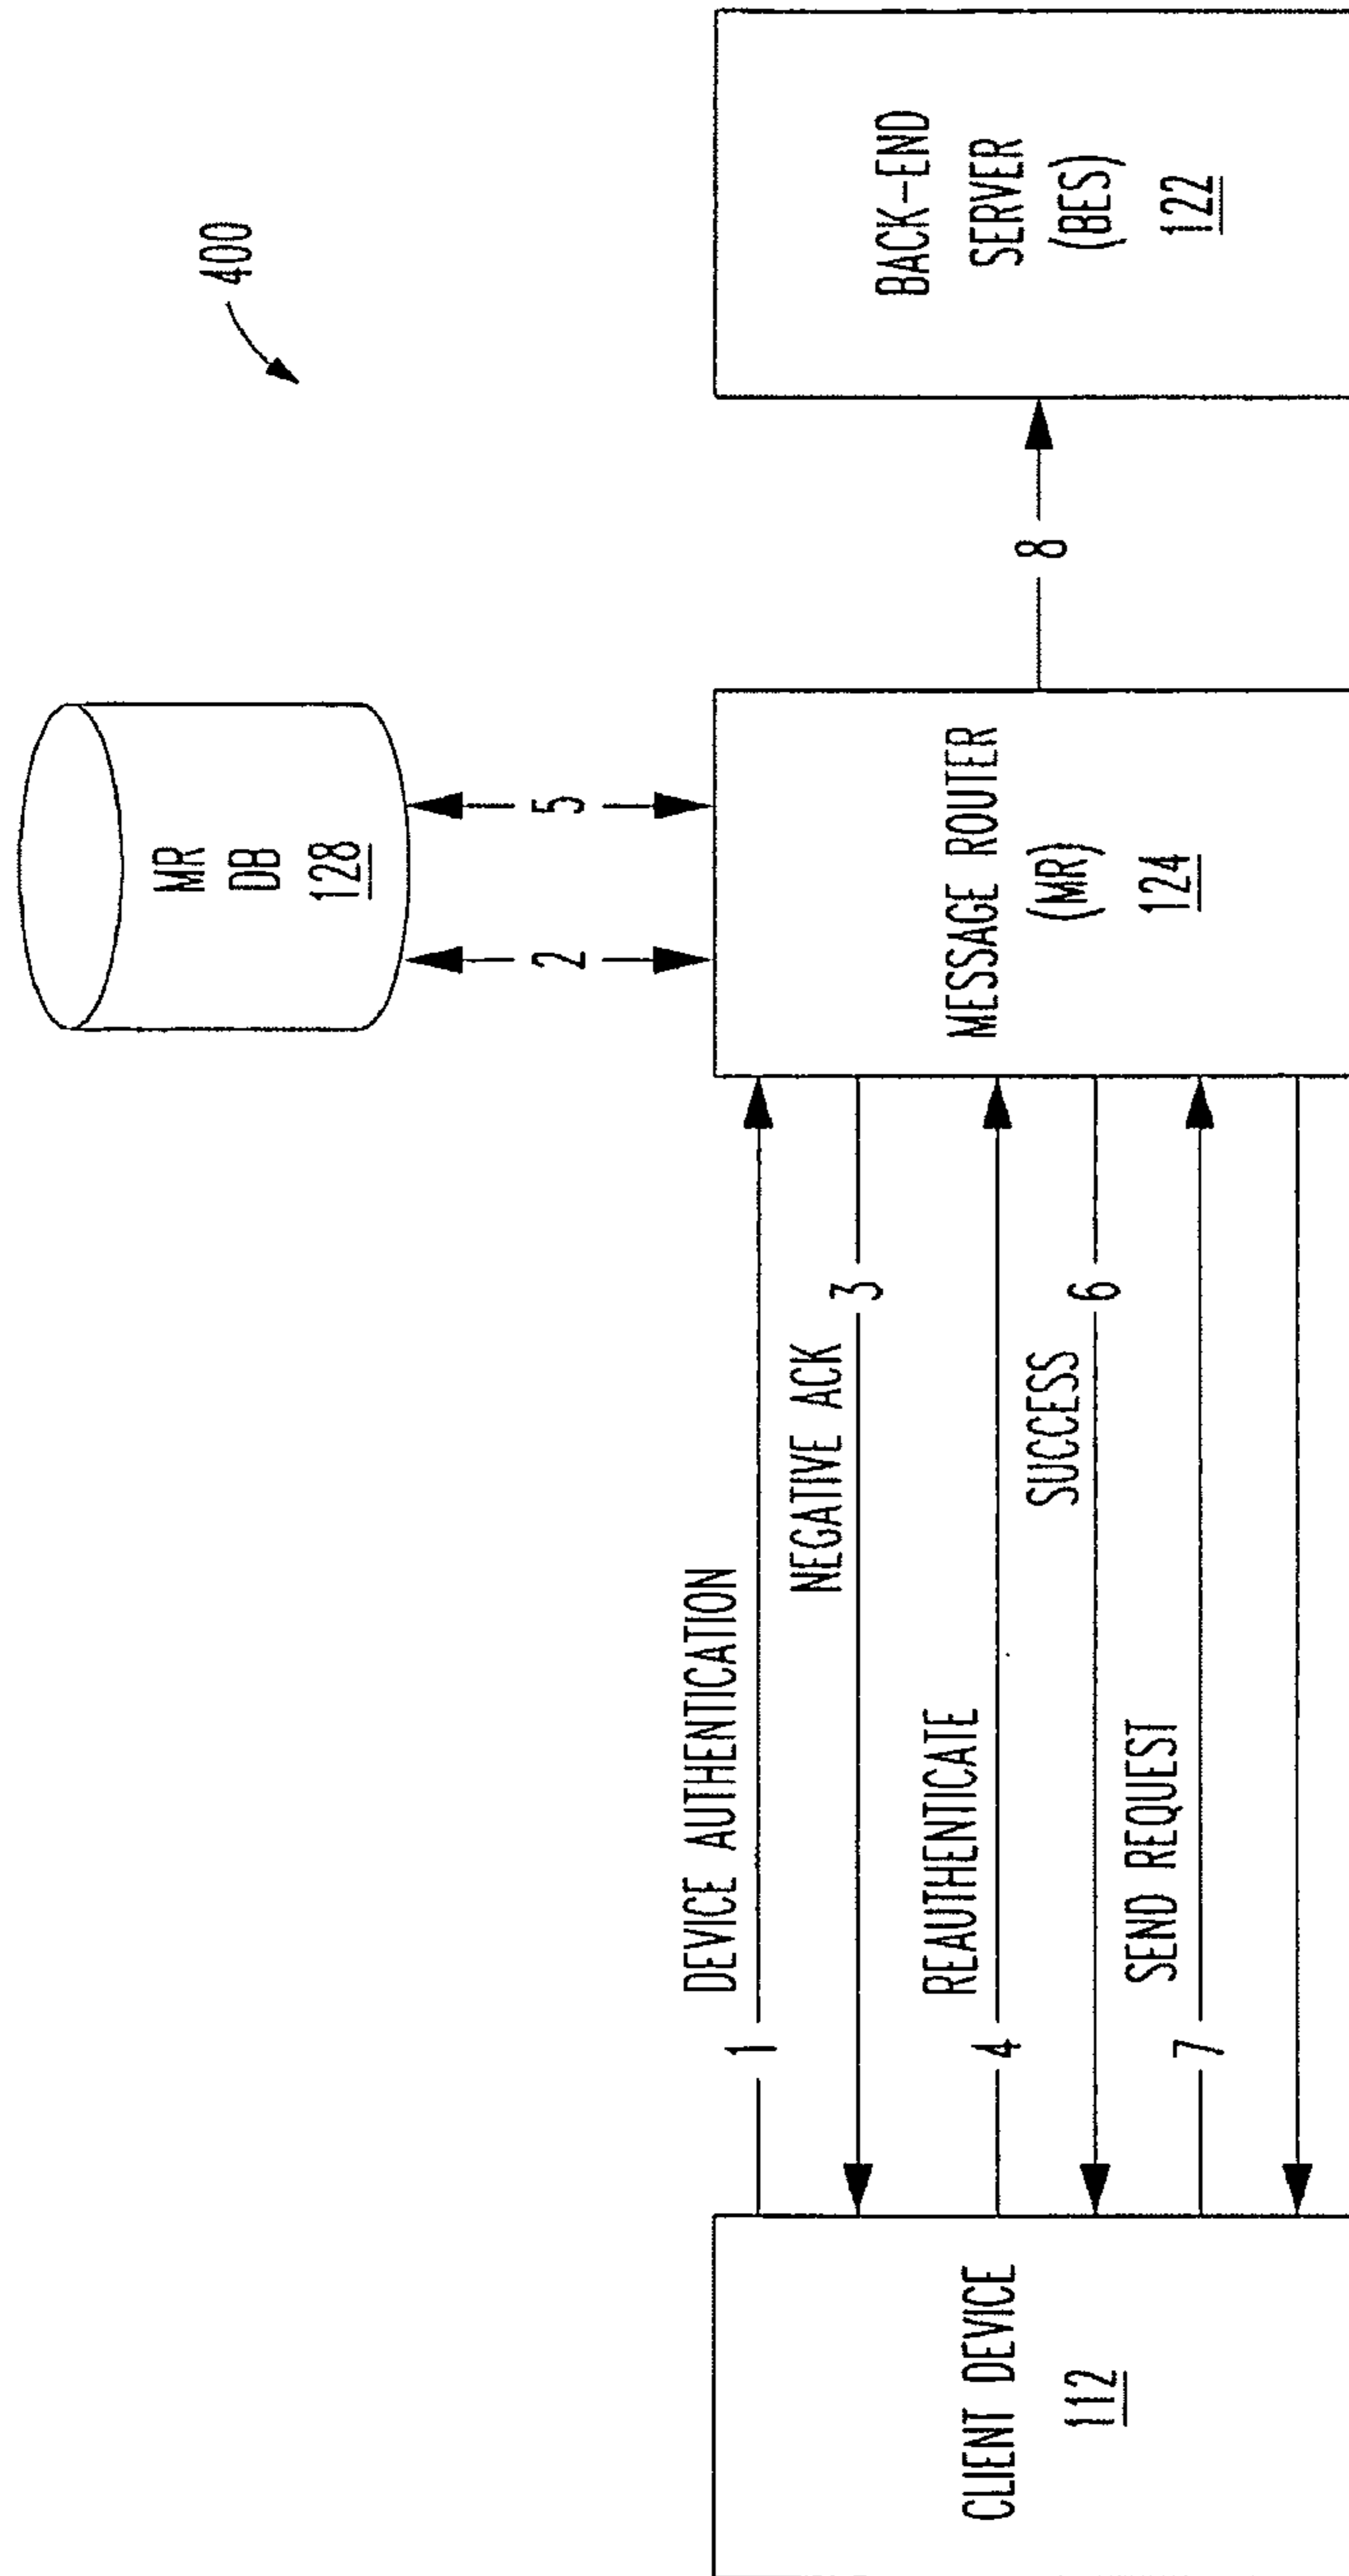 400
MR
DB
128
2
5
DEVICE AUTHENTICATION
1
3
NEGATIVE ACK
REAUTHENTICATE
4
SUCCESS
6
SEND REQUEST
7
8
CLIENT DEVICE
112
MESSAGE ROUTER
(MR)
124
BACK-END
SERVER
(BES)
122